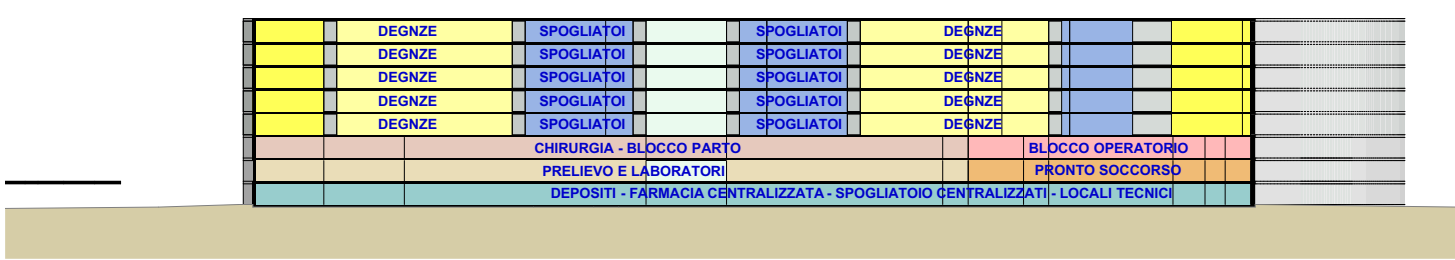 DEGNZE SPOGLIATOI SPOGLIATOI DEGNZE
DEGNZE SPOGLIATOI SPOGLIATOI DEGNZE
DEGNZE SPOGLIATOI SPOGLIATOI DEGNZE
DEGNZE SPOGLIATOI SPOGLIATOI DEGNZE
DEGNZE SPOGLIATOI SPOGLIATOI DEGNZE
CHIRURGIA - BLOCCO PARTO BLOCCO OPERATORIO
PRELIEVO E LABORATORI PRONTO SOCCORSO
DEPOSITI - FARMACIA CENTRALIZZATA - SPOGLIATOIO CENTRALIZZATI - LOCALI TECNICI